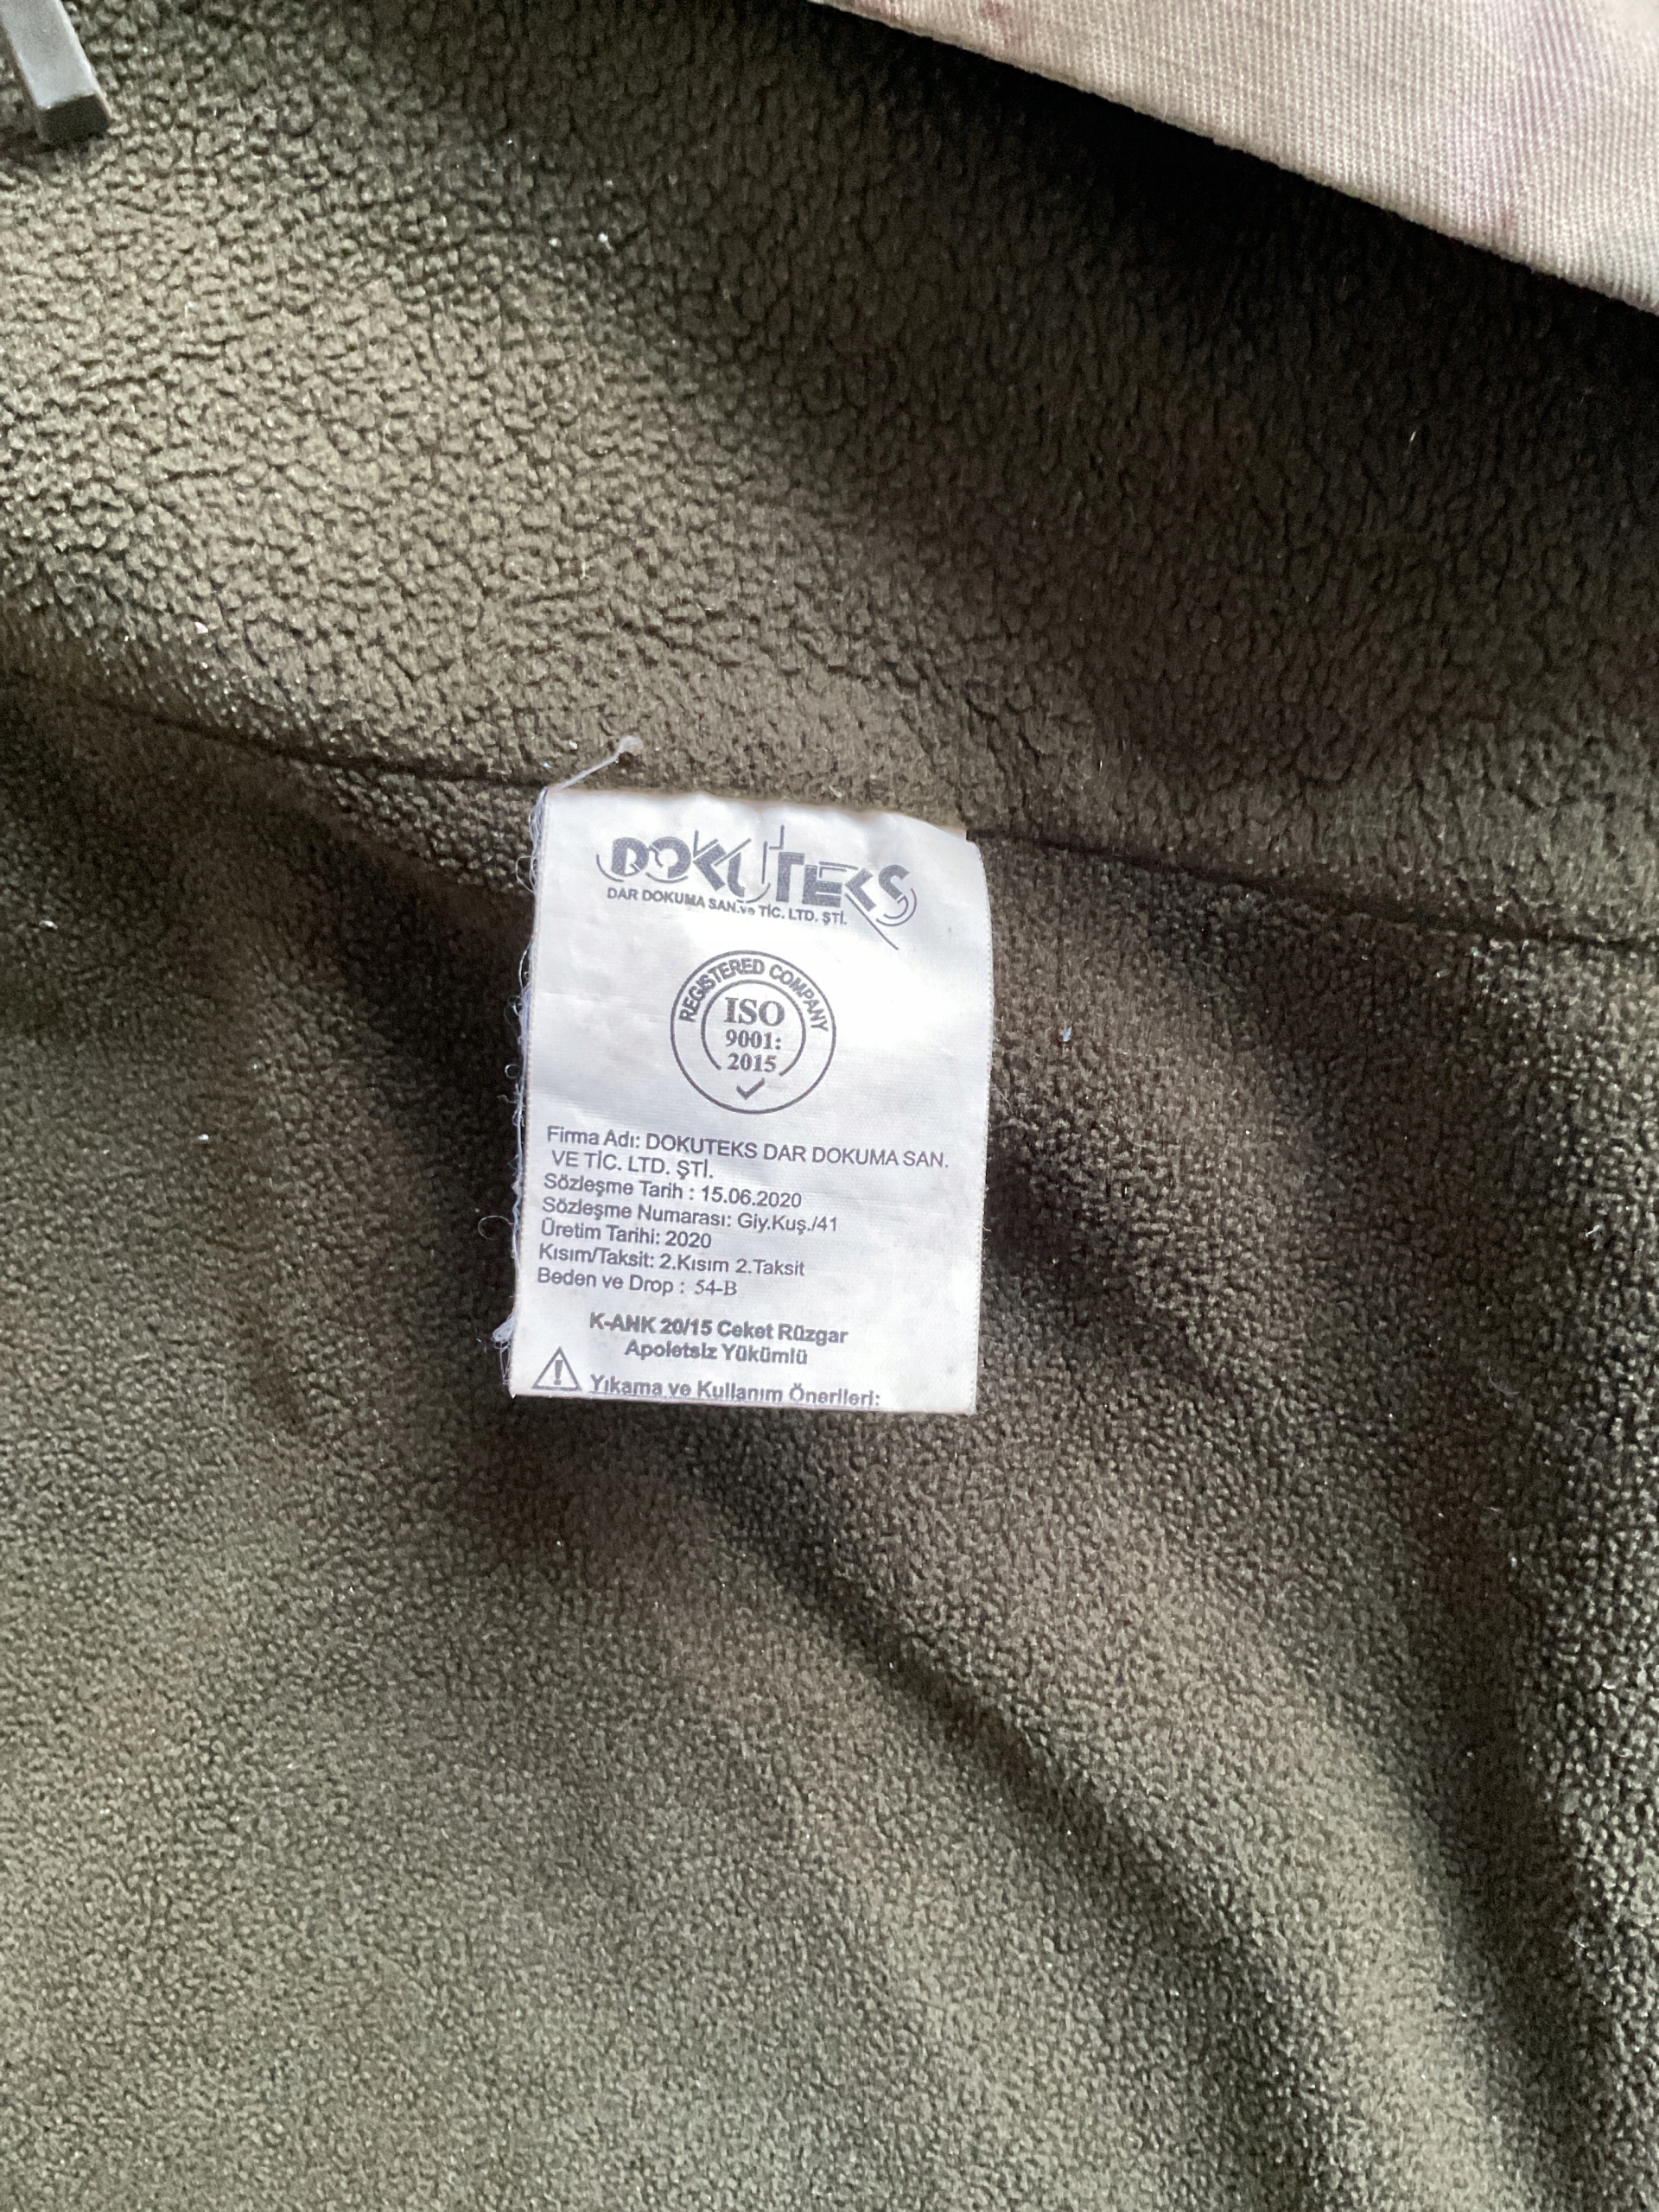 DOKUTEKS
DAR DOKUMA SAN.ve TİC. LTD. ŞTİ.
REGISTERED COMPANY
ISO
9001:
2015
Firma Adı: DOKUTEKS DAR DOKUMA SAN.
VE TİC. LTD. ŞTİ.
Sözleşme Tarih : 15.06.2020
Sözleşme Numarası: Giy.Kuş./41
Üretim Tarihi: 2020
Kısım/Taksit: 2.Kısım 2.Taksit
Beden ve Drop : 54-B
K-ANK 20/15 Ceket Rüzgar
Apoletsiz Yükümlü
Yıkama ve Kullanım Önerileri: